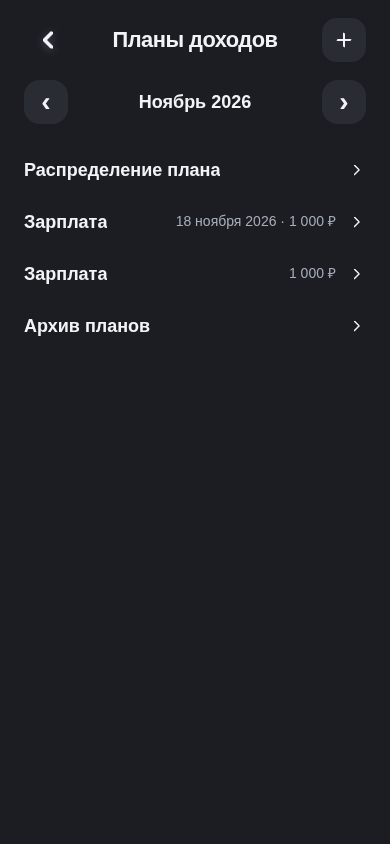 Планы доходов
‹ Ноябрь 2026 ›
Распределение плана
Зарплата 18 ноября 2026 · 1 000 ₽
Зарплата 1 000 ₽
Архив планов